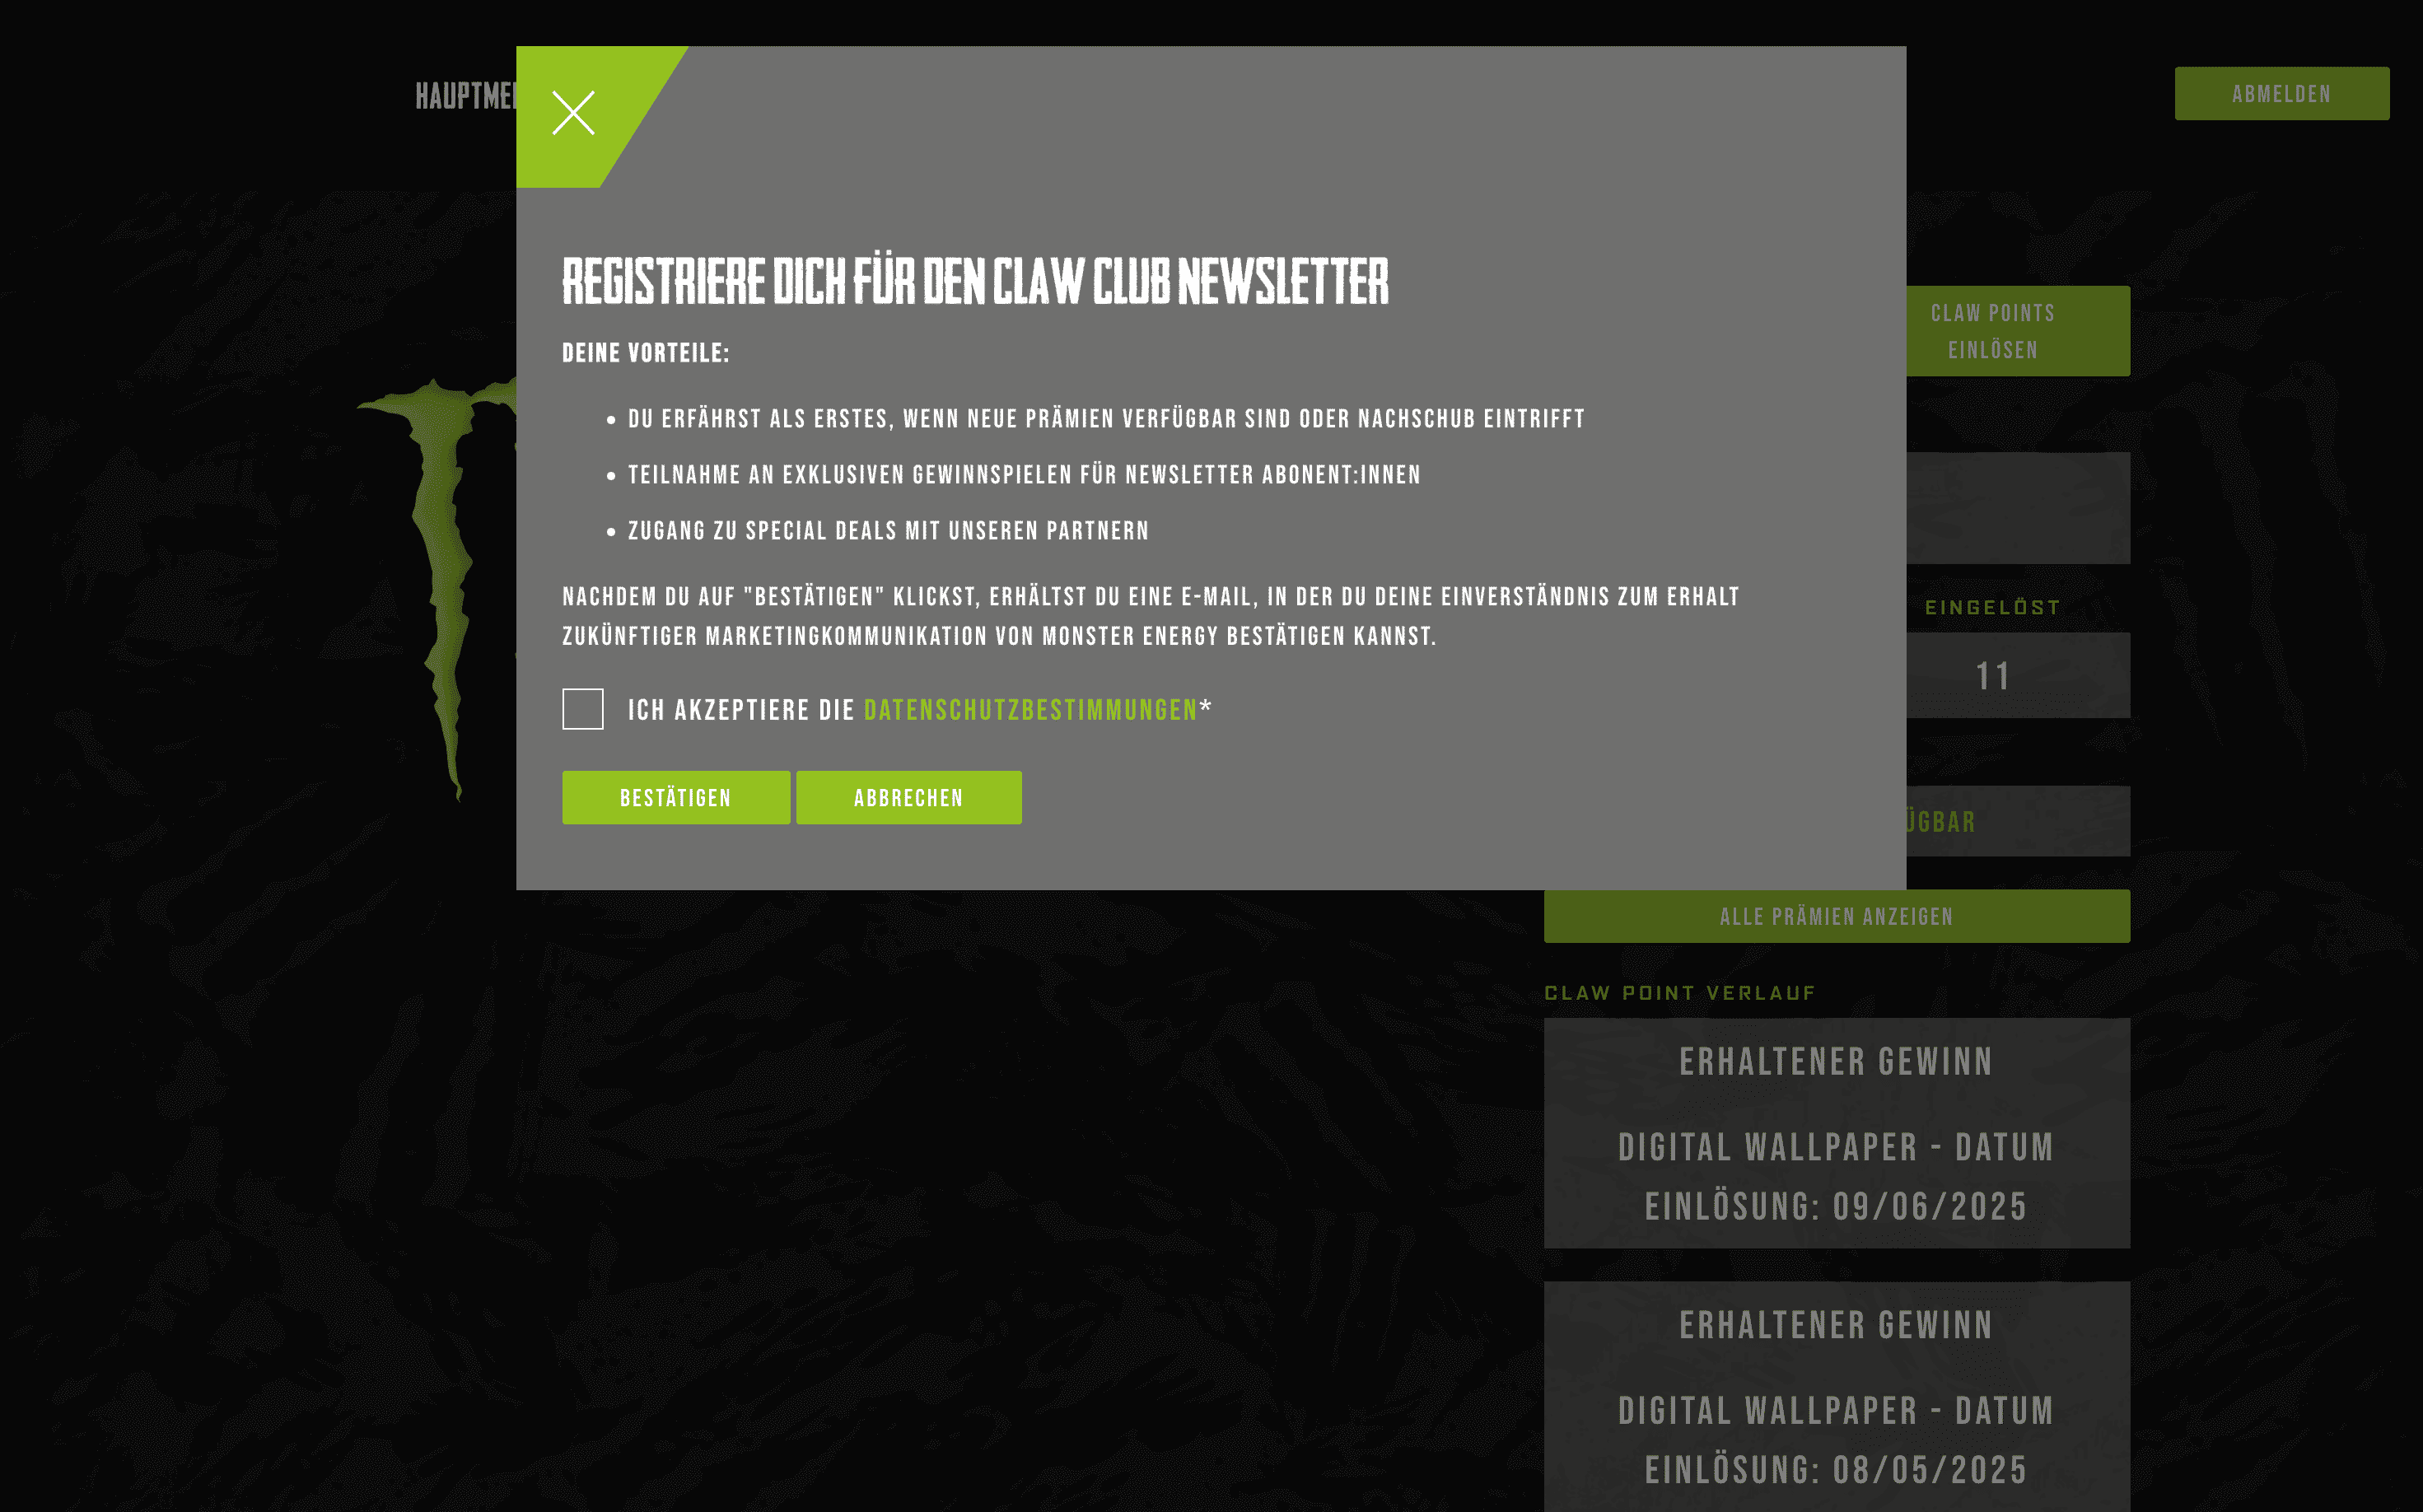 HAUPTME
ABMELDEN
REGISTRIERE DICH FÜR DEN CLAW CLUB NEWSLETTER
DEINE VORTEILE:
• DU ERFÄHRST ALS ERSTES, WENN NEUE PRÄMIEN VERFÜGBAR SIND ODER NACHSCHUB EINTRIFFT
• TEILNAHME AN EXKLUSIVEN GEWINNSPIELEN FÜR NEWSLETTER ABONENT:INNEN
• ZUGANG ZU SPECIAL DEALS MIT UNSEREN PARTNERN
NACHDEM DU AUF "BESTÄTIGEN" KLICKST, ERHÄLTST DU EINE E-MAIL, IN DER DU DEINE EINVERSTÄNDNIS ZUM ERHALT
ZUKÜNFTIGER MARKETINGKOMMUNIKATION VON MONSTER ENERGY BESTÄTIGEN KANNST.
ICH AKZEPTIERE DIE DATENSCHUTZBESTIMMUNGEN*
BESTÄTIGEN
ABBRECHEN
CLAW POINTS
EINLÖSEN
EINGELÖST
11
ÜGBAR
ALLE PRÄMIEN ANZEIGEN
CLAW POINT VERLAUF
ERHALTENER GEWINN
DIGITAL WALLPAPER - DATUM
EINLÖSUNG: 09/06/2025
ERHALTENER GEWINN
DIGITAL WALLPAPER - DATUM
EINLÖSUNG: 08/05/2025